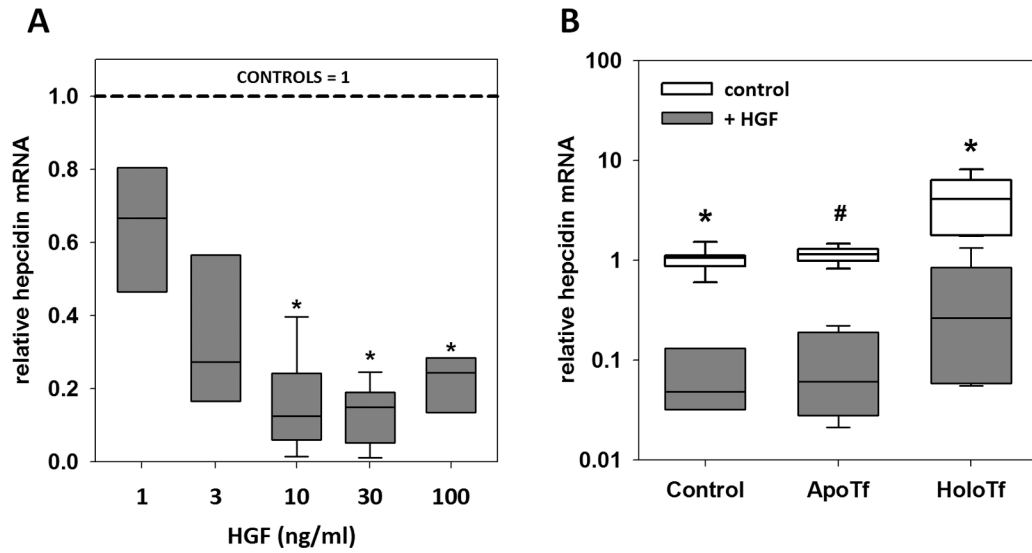 A
CONTROLS = 1
relative hepcidin mRNA
1.0
0.8
0.6
0.4
0.2
0.0
* * *
1 3 10 30 100
HGF (ng/ml)
B
relative hepcidin mRNA
100
10
1
0.1
0.01
control
+ HGF
* # *
Control ApoTf HoloTf